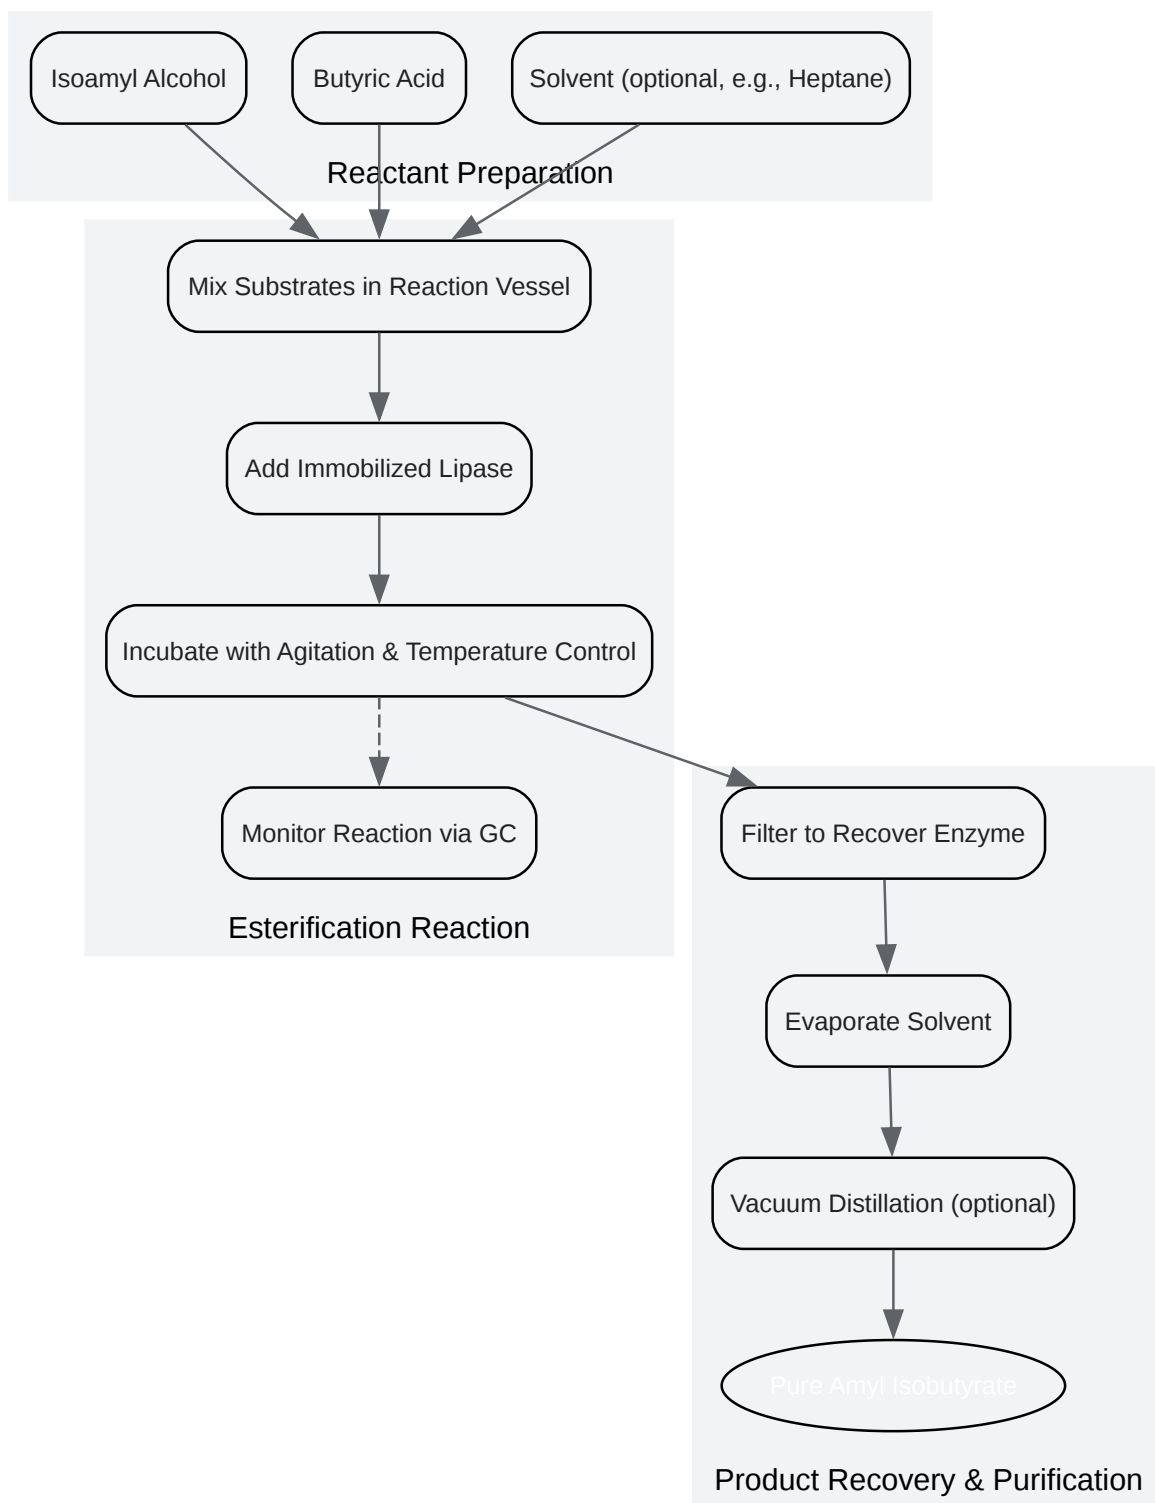 Isoamyl Alcohol
Butyric Acid
Solvent (optional, e.g., Heptane)
Reactant Preparation
Mix Substrates in Reaction Vessel
Add Immobilized Lipase
Incubate with Agitation & Temperature Control
Monitor Reaction via GC
Esterification Reaction
Filter to Recover Enzyme
Evaporate Solvent
Vacuum Distillation (optional)
Pure Amyl Isobutyrate
Product Recovery & Purification